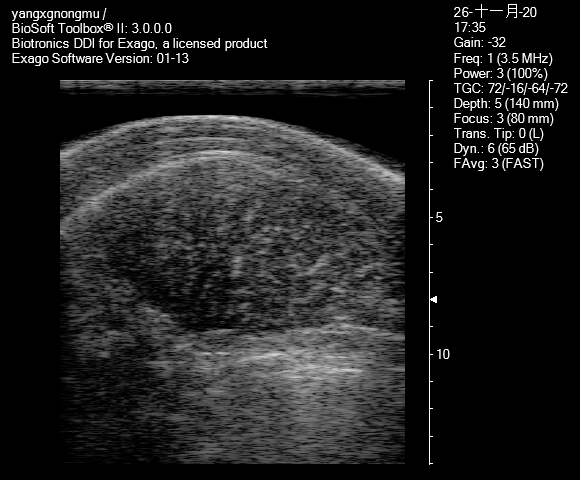 yangxgnongmu /
BioSoft Toolbox® II: 3.0.0.0
Biotronics DDI for Exago, a licensed product
Exago Software Version: 01-13
26-十一月-20
17:35
Gain: -32
Freq: 1 (3.5 MHz)
Power: 3 (100%)
TGC: 72/-16/-64/-72
Depth: 5 (140 mm)
Focus: 3 (80 mm)
Trans. Tip: 0 (L)
Dyn.: 6 (65 dB)
FAvg: 3 (FAST)
5
10